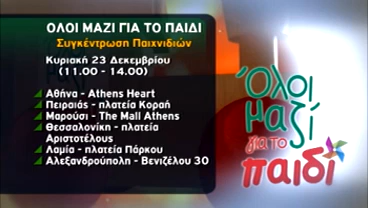 ΟΛΟΙ ΜΑΖΙ ΓΙΑ ΤΟ ΠΑΙΔΙ
Συγκέντρωση Παιχνιδιών
Κυριακή 23 Δεκεμβρίου
(11.00 - 14.00)
Αθήνα - Athens Heart
Πειραιάς - πλατεία Κοραή
Μαρούσι - The Mall Athens
Θεσσαλονίκη - πλατεία
Αριστοτέλους
Λαμία - πλατεία Πάρκου
Αλεξανδρούπολη - Βενιζέλου 30
Όλοι
μαζί
για το
παιδί